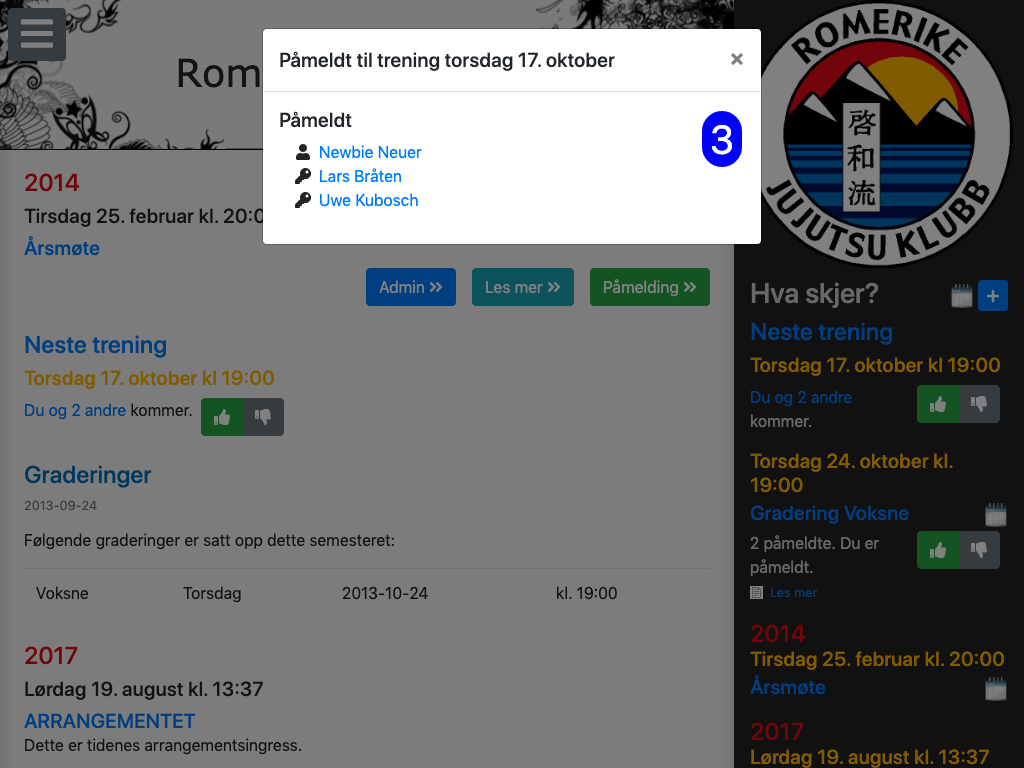 Rom
Påmeldt til trening torsdag 17. oktober
×
Påmeldt
3
Newbie Neuer
Lars Bråten
Uwe Kubosch
2014
Tirsdag 25. februar kl. 20:0
Årsmøte
Admin »
Les mer »
Påmelding »
Neste trening
Torsdag 17. oktober kl 19:00
Du og 2 andre kommer.
Graderinger
2013-09-24
Følgende graderinger er satt opp dette semesteret:
Voksne Torsdag 2013-10-24 kl. 19:00
2017
Lørdag 19. august kl. 13:37
ARRANGEMENTET
Dette er tidenes arrangementsingress.
ROMERIKE
啓和流
JUJUTSU KLUBB
Hva skjer?
+
Neste trening
Torsdag 17. oktober kl 19:00
Du og 2 andre
kommer.
Torsdag 24. oktober kl.
19:00
Gradering Voksne
2 påmeldte. Du er
påmeldt.
Les mer
2014
Tirsdag 25. februar kl. 20:00
Årsmøte
2017
Lørdag 19. august kl. 13:37